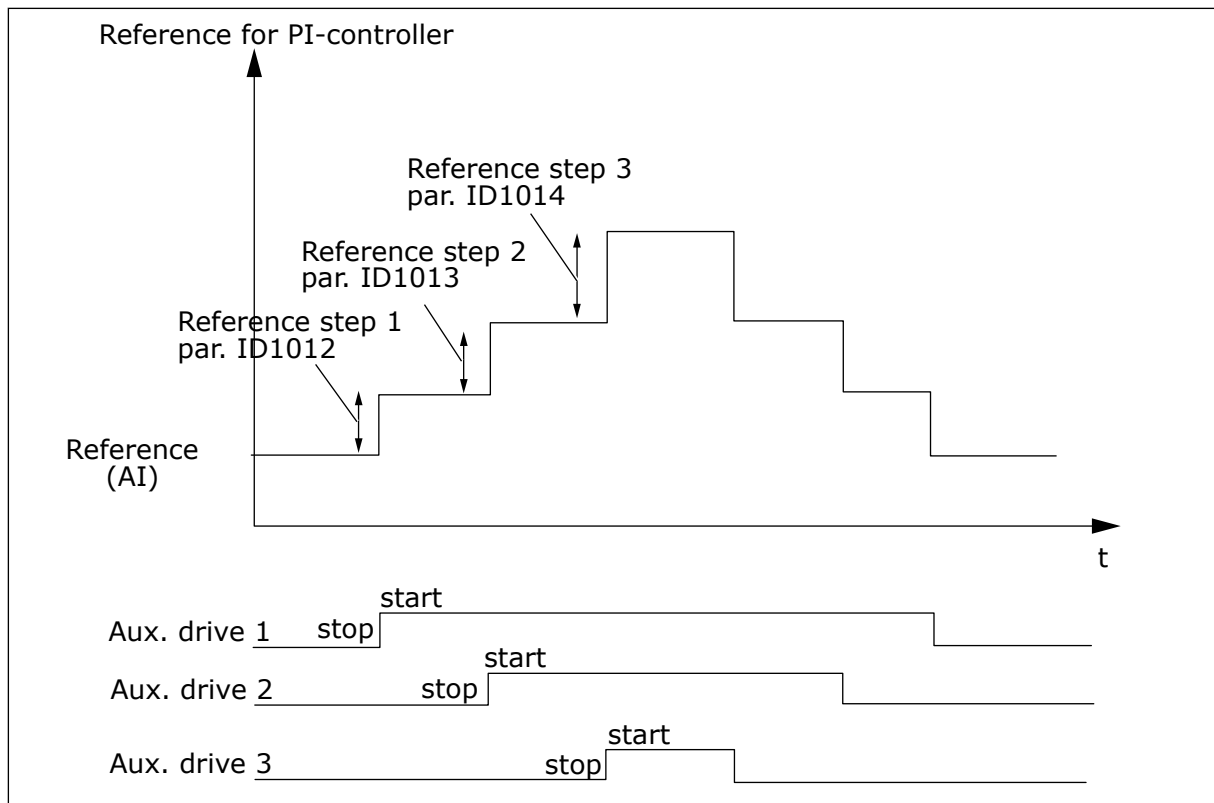 Reference for PI-controller
Reference step 3
par. ID1014
Reference step 2
par. ID1013
Reference step 1
par. ID1012
Reference
(AI)
t
start
Aux. drive 1 stop
start
Aux. drive 2 stop
start
Aux. drive 3 stop